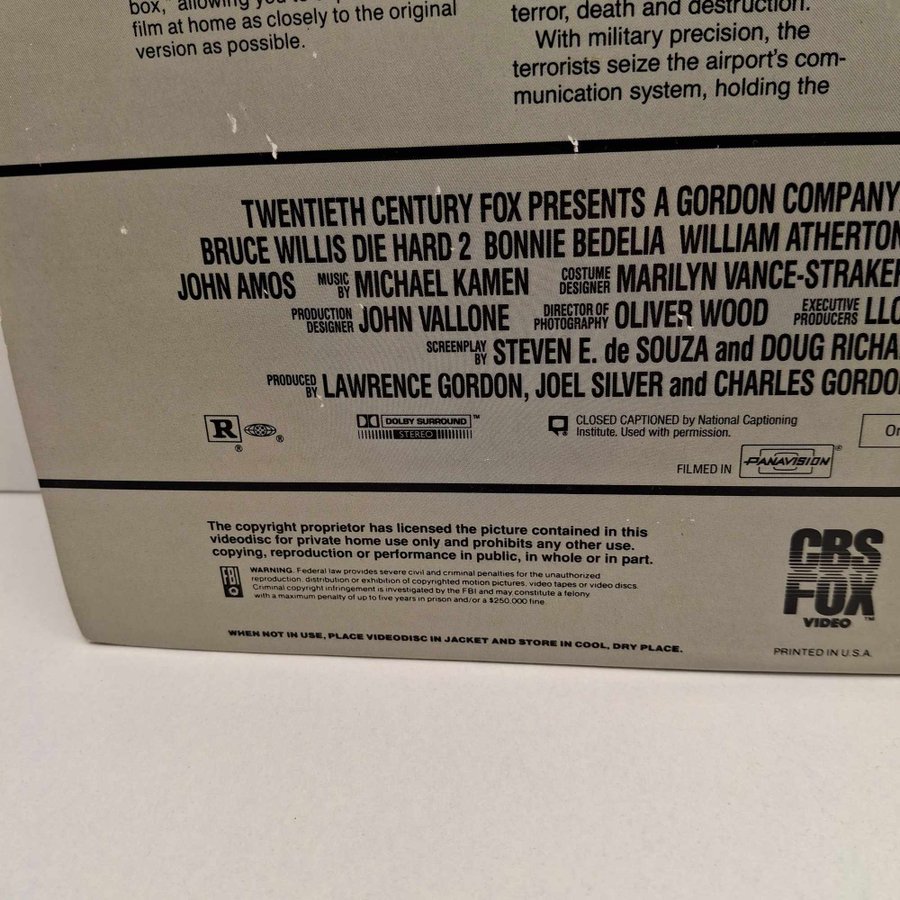 box," allowing you to
film at home as closely to the original
version as possible.
terror, death and destruction.
With military precision, the
terrorists seize the airport's com-
munication system, holding the
TWENTIETH CENTURY FOX PRESENTS A GORDON COMPANY
BRUCE WILLIS DIE HARD 2 BONNIE BEDELIA WILLIAM ATHERTON
JOHN AMOS MUSIC BY MICHAEL KAMEN COSTUME DESIGNER MARILYN VANCE-STRAKER
PRODUCTION DESIGNER JOHN VALLONE DIRECTOR OF PHOTOGRAPHY OLIVER WOOD EXECUTIVE PRODUCERS LLO
SCREENPLAY BY STEVEN E. de SOUZA and DOUG RICHA
PRODUCED BY LAWRENCE GORDON, JOEL SILVER and CHARLES GORDO
R ® ® DOLBY SURROUND ™ CLOSED CAPTIONED by National Captioning
STEREO Institute. Used with permission.
FILMED IN PANAVISION ®
The copyright proprietor has licensed the picture contained in this
videodisc for private home use only and prohibits any other use.
copying, reproduction or performance in public, in whole or in part.
FBI WARNING. Federal law provides severe civil and criminal penalties for the unauthorized
reproduction, distribution or exhibition of copyrighted motion pictures, video tapes or video discs.
Criminal copyright infringement is investigated by the FBI and may constitute a felony
with a maximum penalty of up to five years in prison and/or a $250,000 fine.
CBS
FOX
VIDEO ™
WHEN NOT IN USE, PLACE VIDEODISC IN JACKET AND STORE IN COOL, DRY PLACE.
PRINTED IN U.S.A.